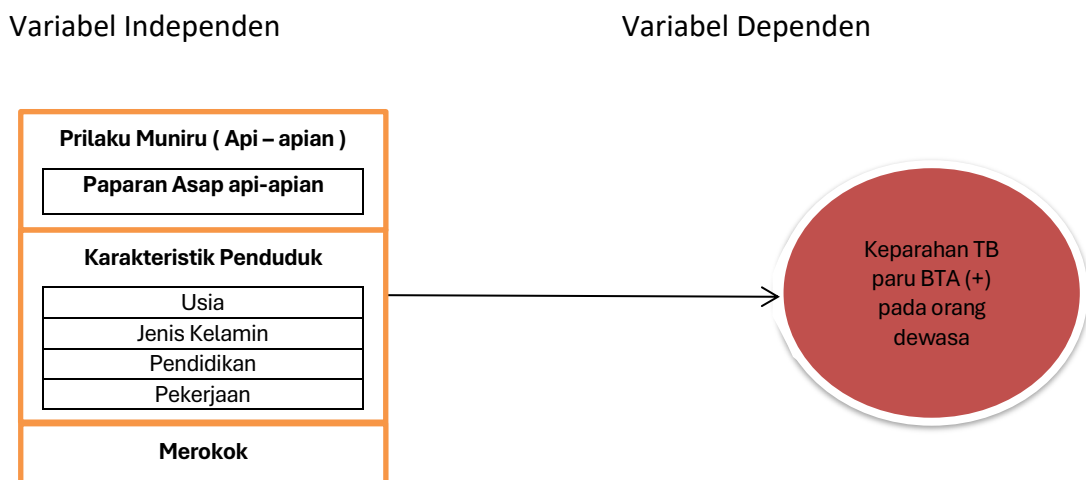 Variabel Independen
Variabel Dependen
Prilaku Muniru ( Api – apian )
Paparan Asap api-apian
Karakteristik Penduduk
Usia
Jenis Kelamin
Pendidikan
Pekerjaan
Merokok
Keparahan TB
paru BTA (+)
pada orang
dewasa